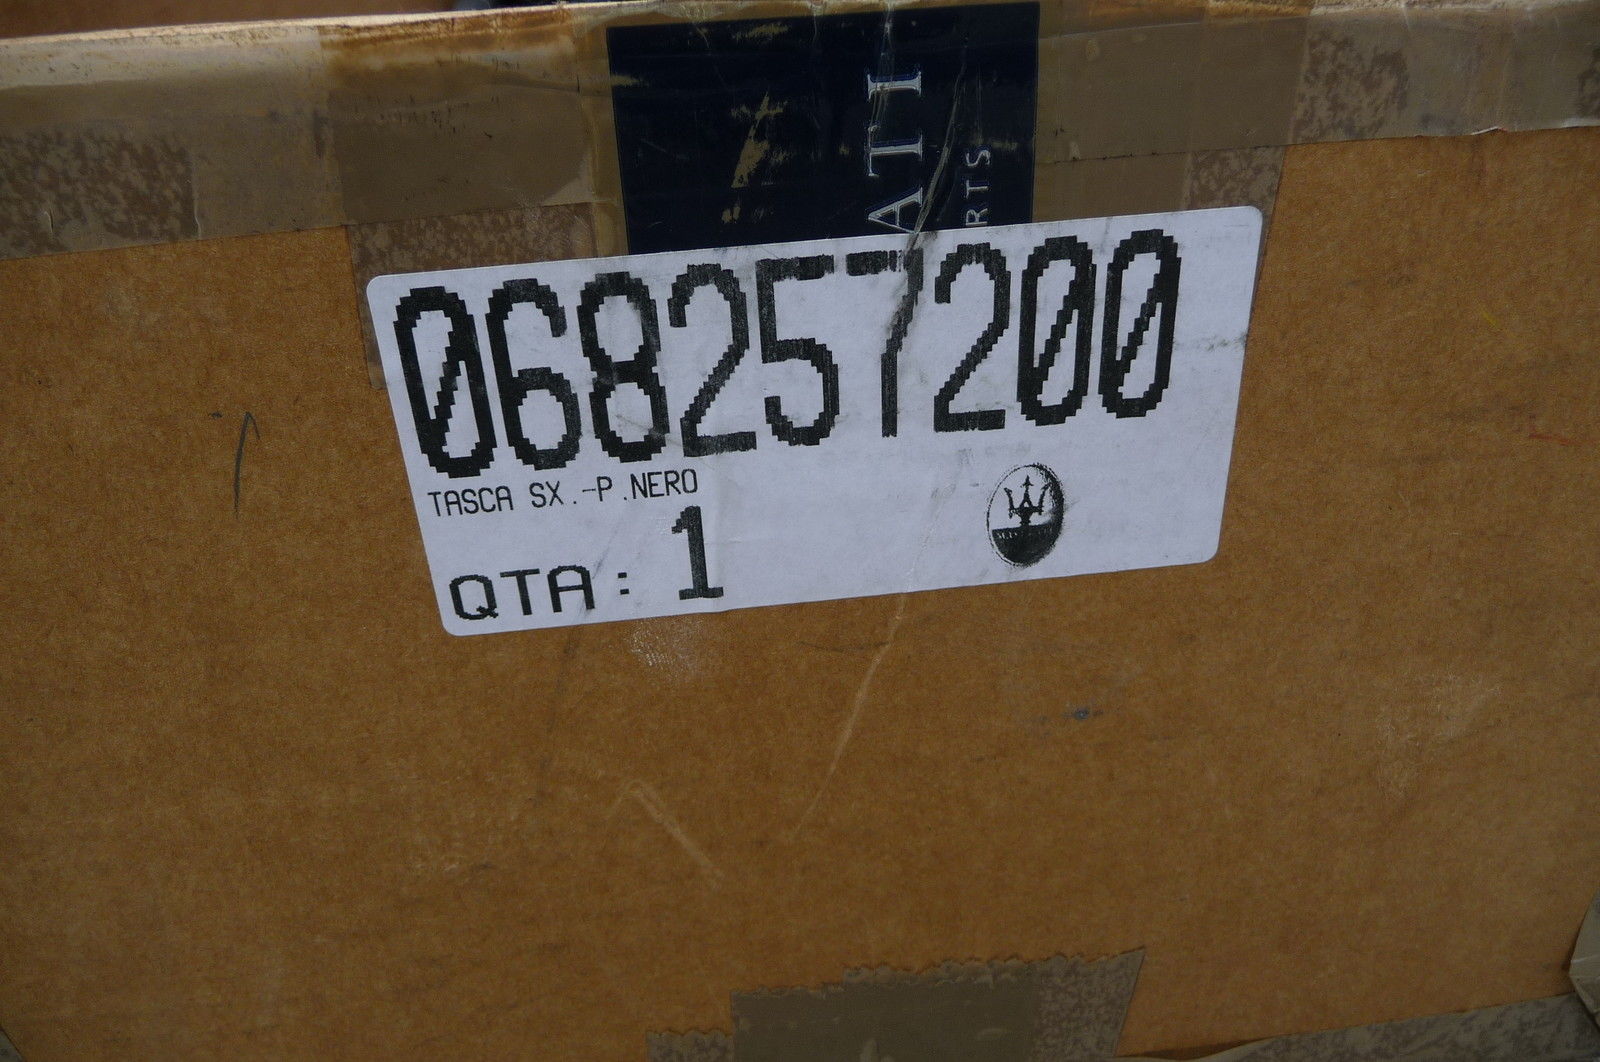 ATI
RTS
068257200
TASCA SX.-P.NERO
QTA: 1